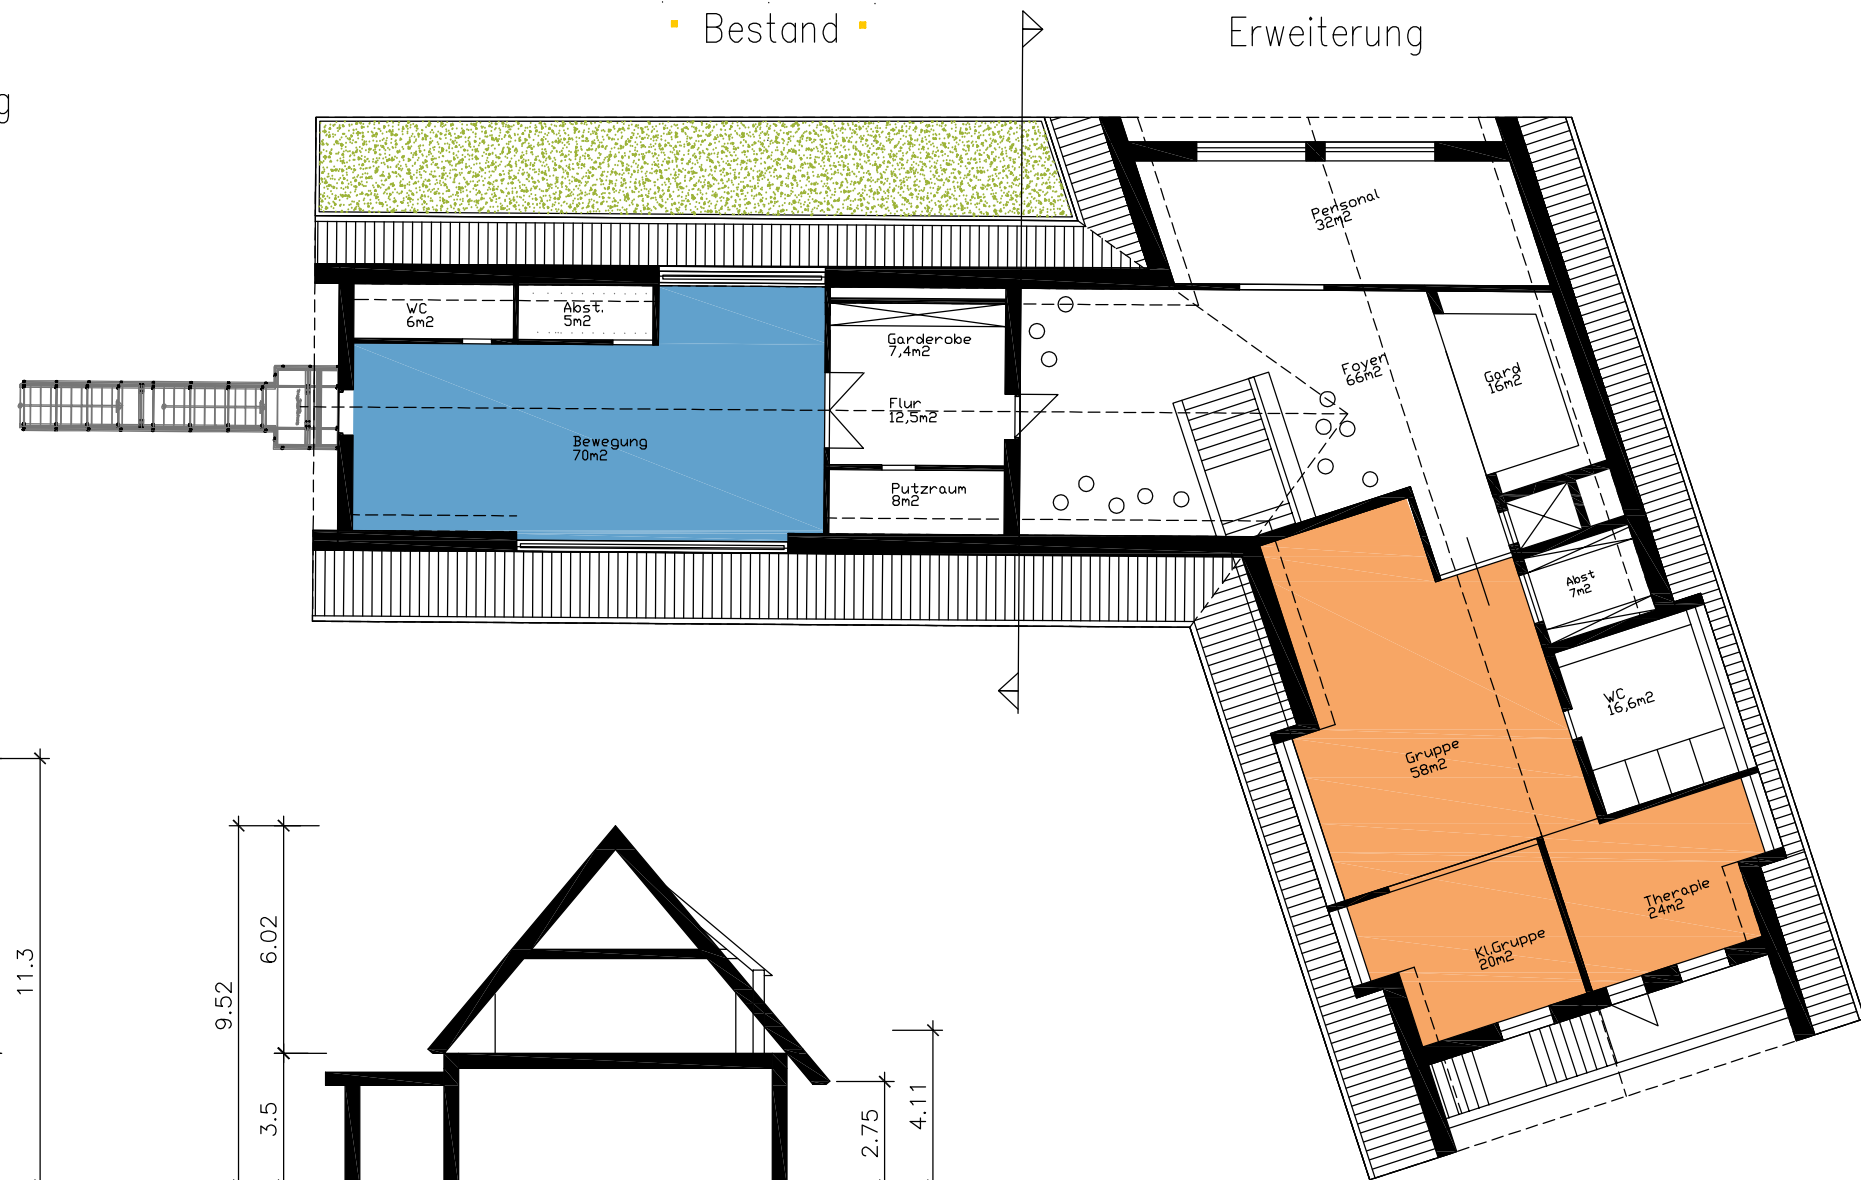 Bestand
Erweiterung
g
Personal
32m2
WC
6m2
Abst.
5m2
Garderobe
7,4m2
Foyer
66m2
Gard
16m2
Flur
12,5m2
Bewegung
70m2
Putzraum
8m2
Abst
7m2
WC
16,6m2
Gruppe
58m2
Therapie
24m2
Kl.Gruppe
20m2
11.3
9.52
6.02
3.5
2.75
4.11